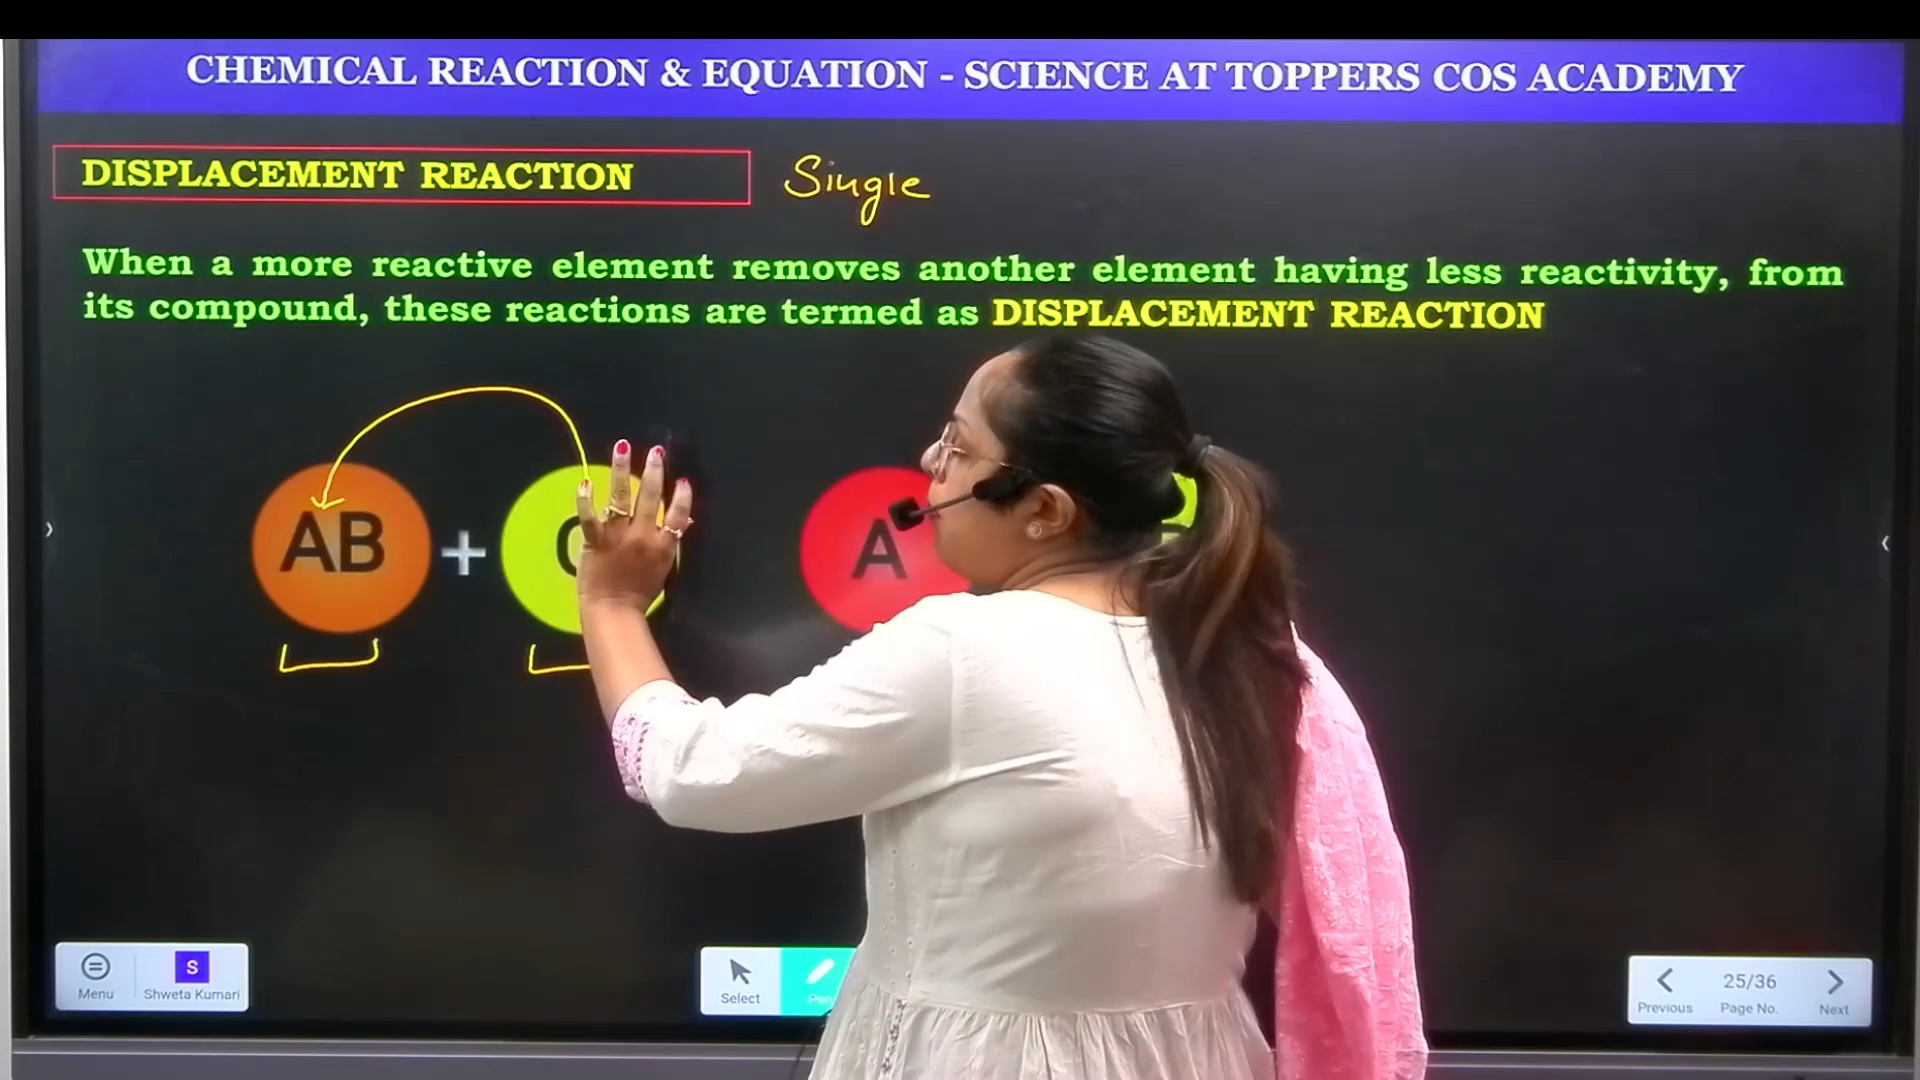 CHEMICAL REACTION & EQUATION - SCIENCE AT TOPPERS COS ACADEMY
DISPLACEMENT REACTION Single
When a more reactive element removes another element having less reactivity, from
its compound, these reactions are termed as DISPLACEMENT REACTION
AB + A
S
Menu Shweta Kumari Select Pen
25/36
Previous Page No. Next